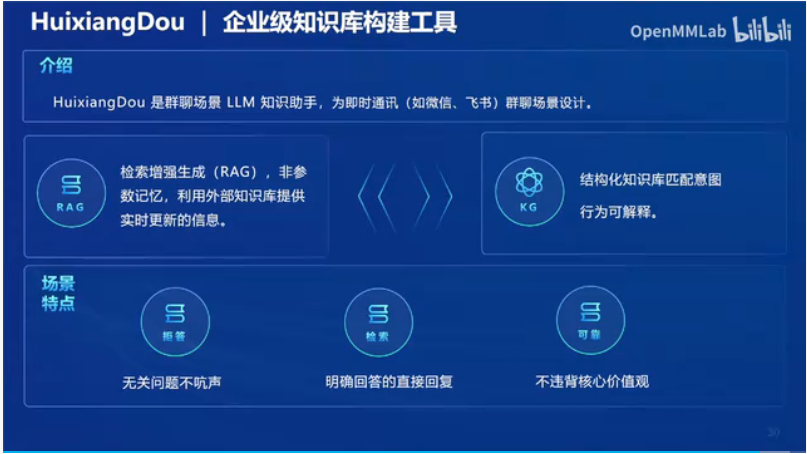 HuixiangDou | 企业级知识库构建工具
OpenMMLab bilibili
介绍
HuixiangDou 是群聊场景 LLM 知识助手，为即时通讯（如微信、飞书）群聊场景设计。
RAG
检索增强生成（RAG），非参
数记忆，利用外部知识库提供
实时更新的信息。
KG
结构化知识库匹配意图
行为可解释。
场景
特点
拒答
检索
可靠
无关问题不吭声
明确回答的直接回复
不违背核心价值观
30